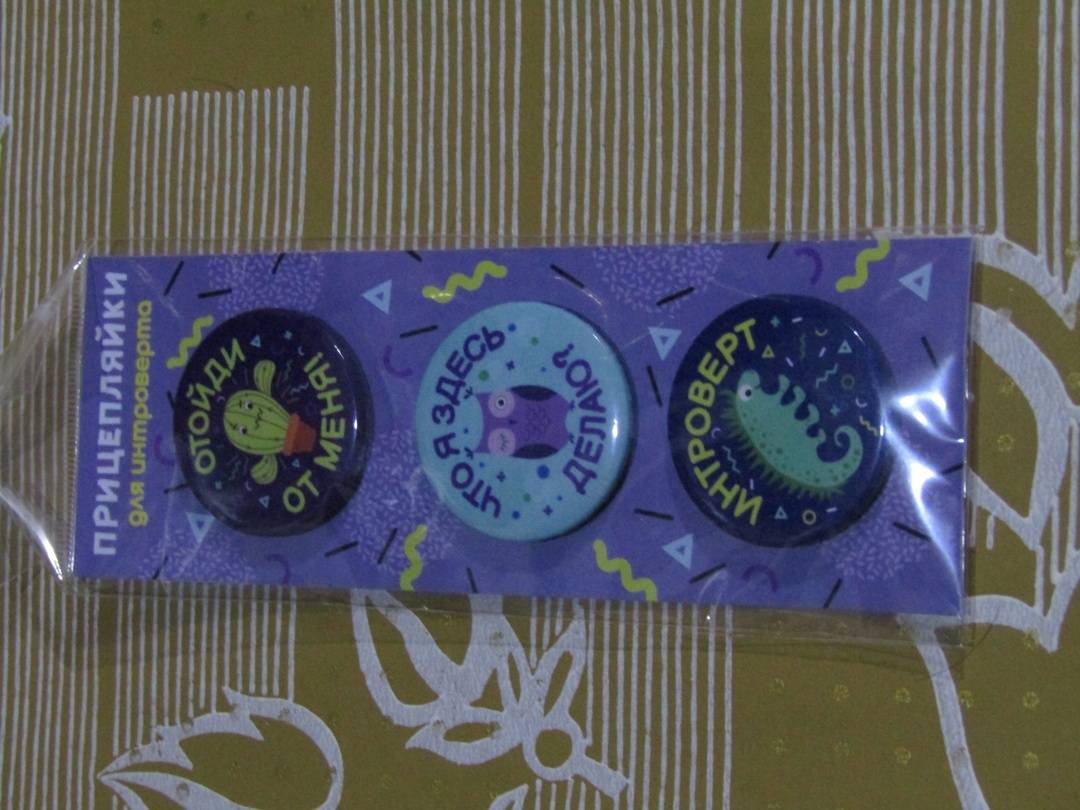 ПРИЦЕПЛЯЙКИ
для интроверта
ОТОЙДИ
ОТ МЕНЯ!
ЧТО Я ЗДЕСЬ
ДЕЛАЮ?
ИНТРОВЕРТ